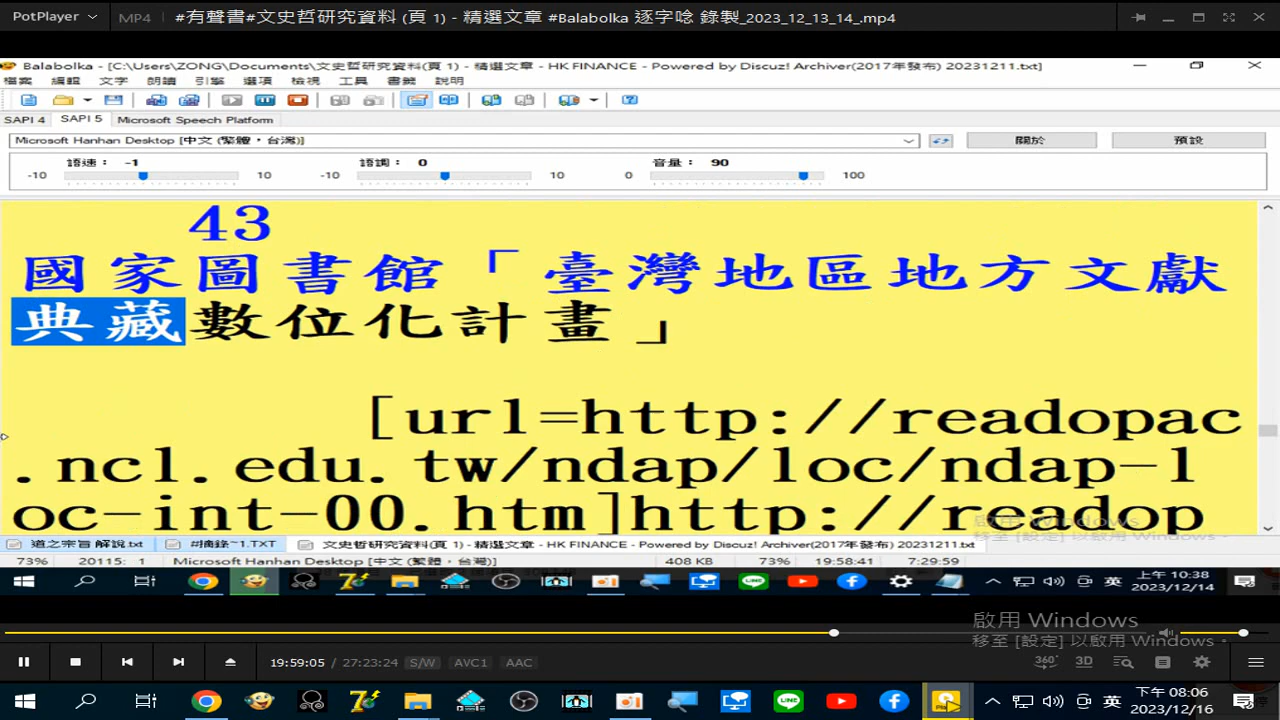 PotPlayer MP4 #有聲書#文史哲研究資料 (頁 1) - 精選文章 #Balabolka 逐字唸 錄製_2023_12_13_14_.mp4
Balabolka - [C:\Users\ZONG\Documents\文史哲研究資料(頁 1) - 精選文章 - HK FINANCE - Powered by Discuz! Archiver(2017年發布) 20231211.txt]
檔案 編輯 文字 朗讀 引擎 選項 檢視 工具 書籤 說明
SAPI 4 SAPI 5 Microsoft Speech Platform
Microsoft Hanhan Desktop [中文 (繁體，台灣)] 關於 預設
語速： -1 語調： 0 音量： 90
-10 10 -10 10 0 100
43
國家圖書館「臺灣地區地方文獻
典藏數位化計畫」
[url=http://readopac
.ncl.edu.tw/ndap/loc/ndap-l
oc-int-00.htm]http://readop
啟用 Windows
移至 [設定] 以啟用 Windows。
道之宗旨 解說.txt #摘錄~1.TXT 文史哲研究資料(頁 1) - 精選文章 - HK FINANCE - Powered by Discuz! Archiver(2017年發布) 20231211.txt
73% 20115: 1 Microsoft Hanhan Desktop [中文 (繁體，台灣)] 408 KB 73% 19:58:41 7:29:59
英 上午 10:38
2023/12/14
啟用 Windows
移至 [設定] 以啟用 Windows。
19:59:05 / 27:23:24 S/W AVC1 AAC 360° 3D
英 下午 08:06
2023/12/16